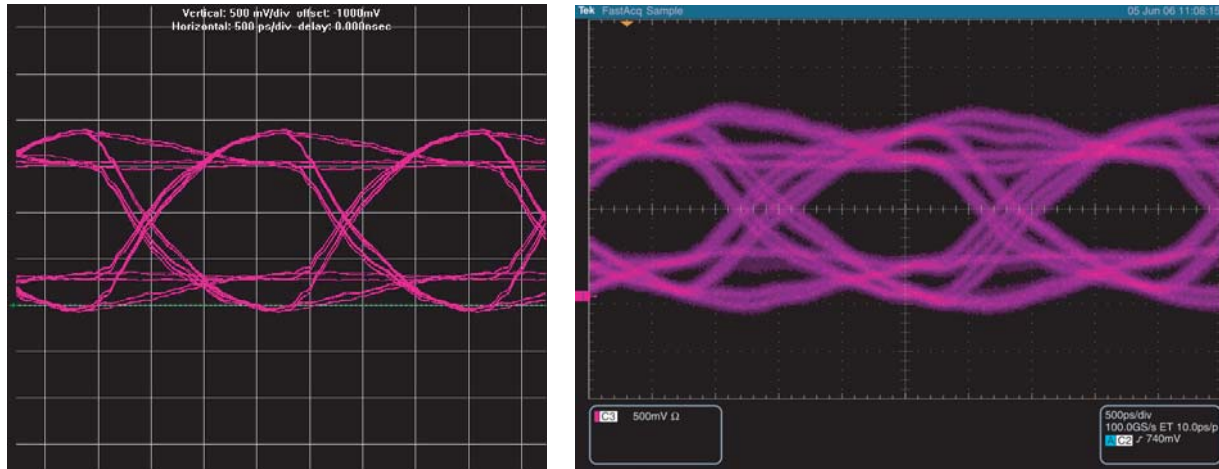 Vertical: 500 mV/div offset: -1000mV
Horizontal: 500 ps/div delay: 0.000nsec
Tek FastAcq Sample
05 Jun 06 11:08:15
C3 500mV Ω
500ps/div
100.0GS/s ET 10.0ps/p
A C2 ⌿ 740mV